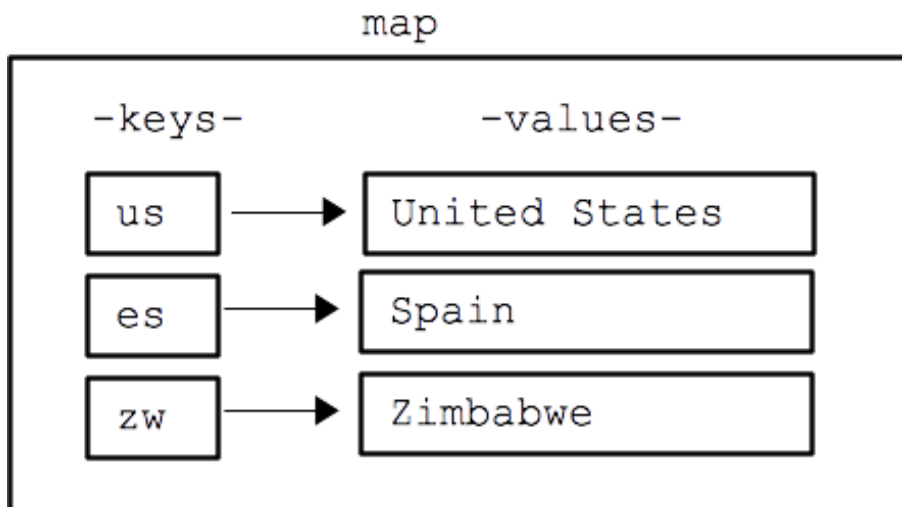 map
-keys- -values-
us United States
es Spain
zw Zimbabwe